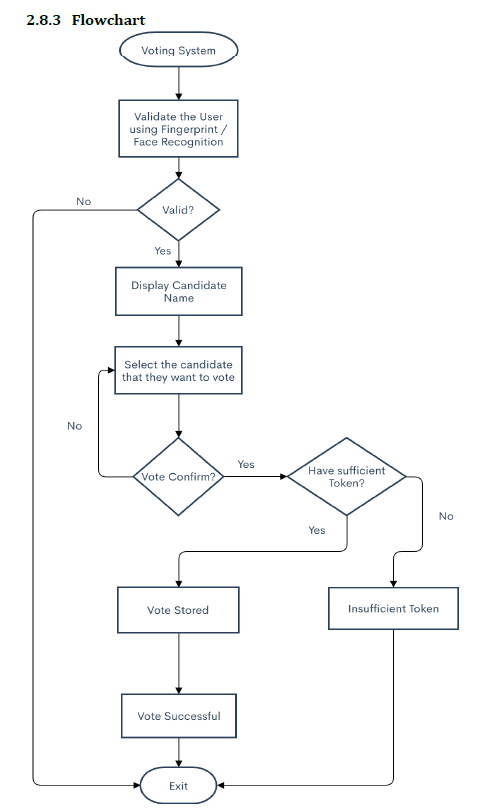 2.8.3 Flowchart
Voting System
Validate the User
using Fingerprint /
Face Recognition
No
Valid?
Yes
Display Candidate
Name
Select the candidate
that they want to vote
No
Vote Confirm?
Yes
Have sufficient
Token?
No
Yes
Vote Stored
Insufficient Token
Vote Successful
Exit